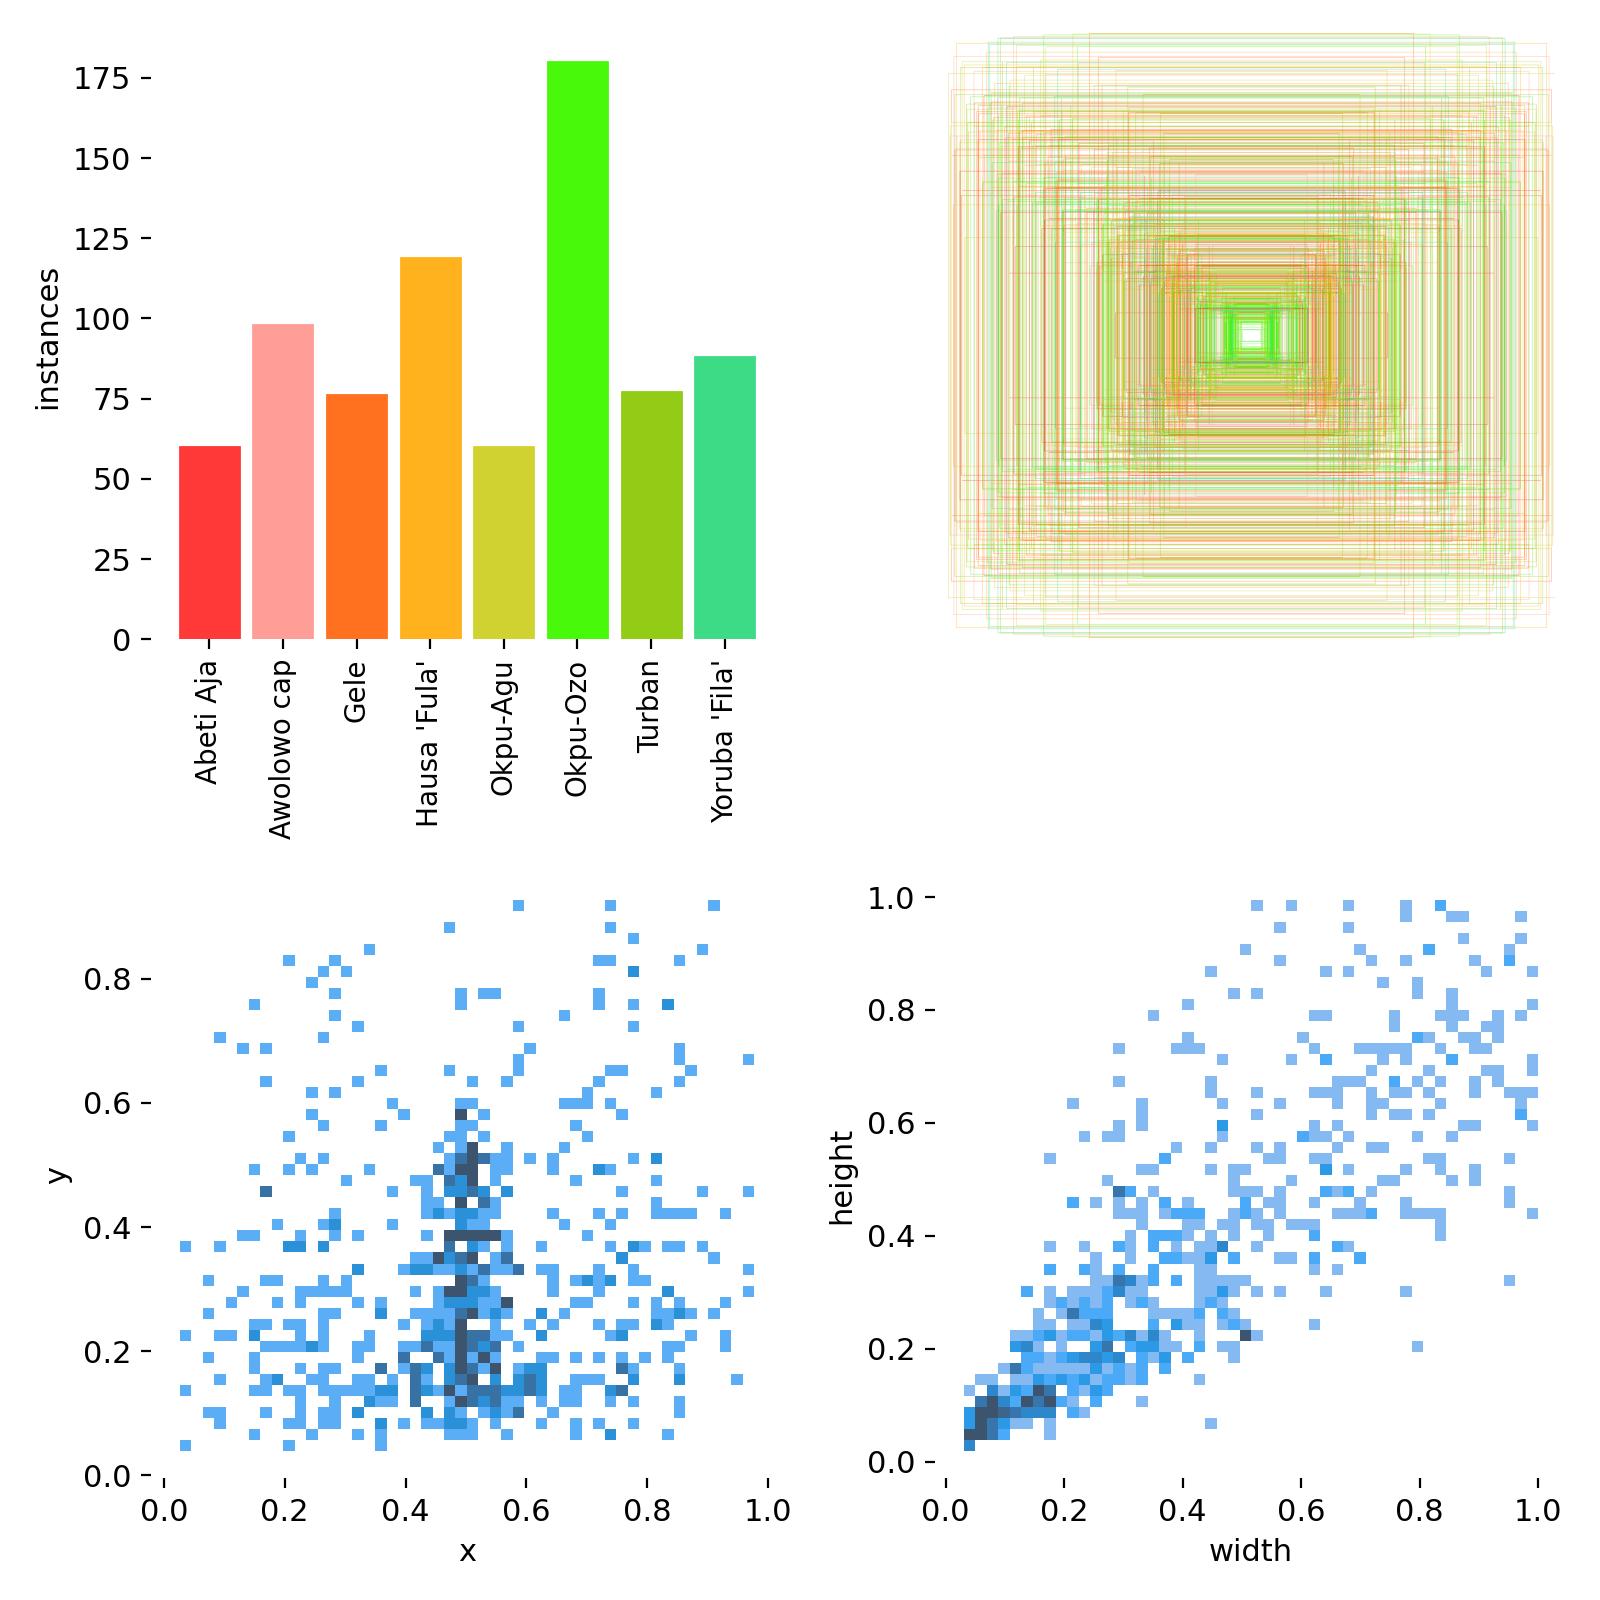 175
150
125
100
75
50
25
0
instances
Abeti Aja
Awolowo cap
Gele
Hausa 'Fula'
Okpu-Agu
Okpu-Ozo
Turban
Yoruba 'Fila'
0.8
0.6
0.4
0.2
0.0
y
0.0 0.2 0.4 0.6 0.8 1.0
x
1.0
0.8
0.6
0.4
0.2
0.0
height
0.0 0.2 0.4 0.6 0.8 1.0
width